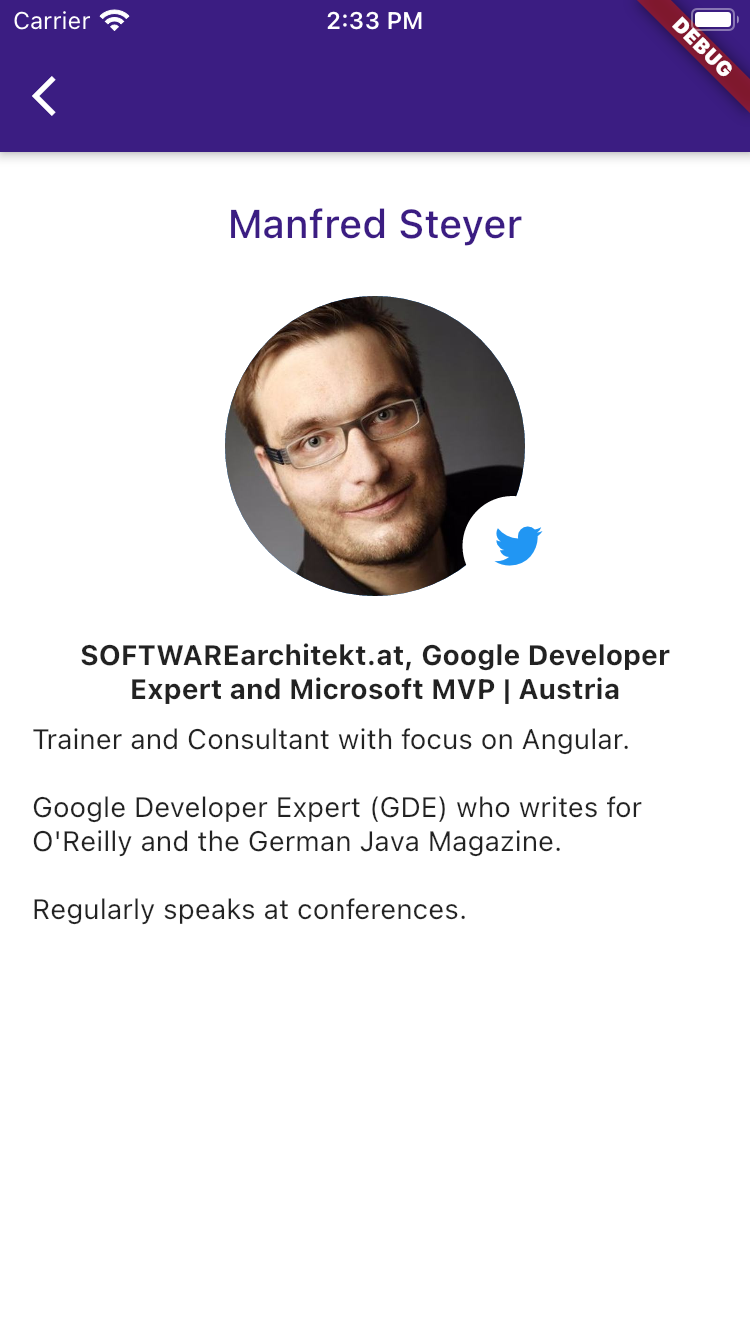 Carrier 2:33 PM
DEBUG
Manfred Steyer
SOFTWAREarchitekt.at, Google Developer
Expert and Microsoft MVP | Austria
Trainer and Consultant with focus on Angular.
Google Developer Expert (GDE) who writes for
O'Reilly and the German Java Magazine.
Regularly speaks at conferences.